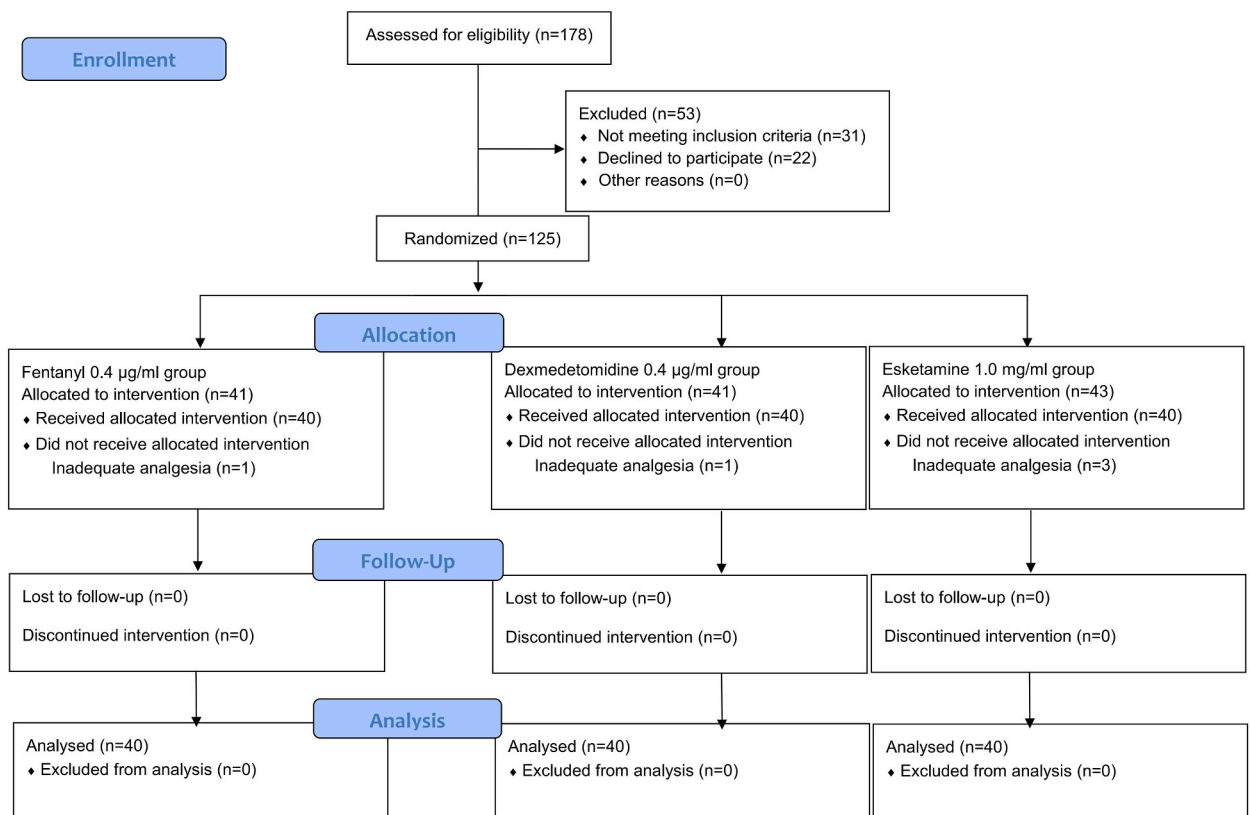 Enrollment
Assessed for eligibility (n=178)
Excluded (n=53)
♦ Not meeting inclusion criteria (n=31)
♦ Declined to participate (n=22)
♦ Other reasons (n=0)
Randomized (n=125)
Allocation
Fentanyl 0.4 μg/ml group
Allocated to intervention (n=41)
♦ Received allocated intervention (n=40)
♦ Did not receive allocated intervention
Inadequate analgesia (n=1)
Dexmedetomidine 0.4 μg/ml group
Allocated to intervention (n=41)
♦ Received allocated intervention (n=40)
♦ Did not receive allocated intervention
Inadequate analgesia (n=1)
Esketamine 1.0 mg/ml group
Allocated to intervention (n=43)
♦ Received allocated intervention (n=40)
♦ Did not receive allocated intervention
Inadequate analgesia (n=3)
Follow-Up
Lost to follow-up (n=0)
Discontinued intervention (n=0)
Lost to follow-up (n=0)
Discontinued intervention (n=0)
Lost to follow-up (n=0)
Discontinued intervention (n=0)
Analysis
Analysed (n=40)
♦ Excluded from analysis (n=0)
Analysed (n=40)
♦ Excluded from analysis (n=0)
Analysed (n=40)
♦ Excluded from analysis (n=0)